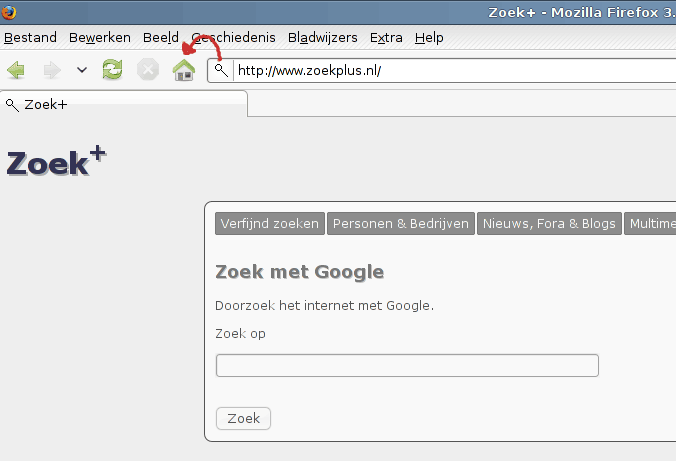 Zoek+ - Mozilla Firefox 3.
Bestand Bewerken Beeld Geschiedenis Bladwijzers Extra Help
http://www.zoekplus.nl/
Zoek+
Zoek+
Verfijnd zoeken Personen & Bedrijven Nieuws, Fora & Blogs Multime
Zoek met Google
Doorzoek het internet met Google.
Zoek op
Zoek